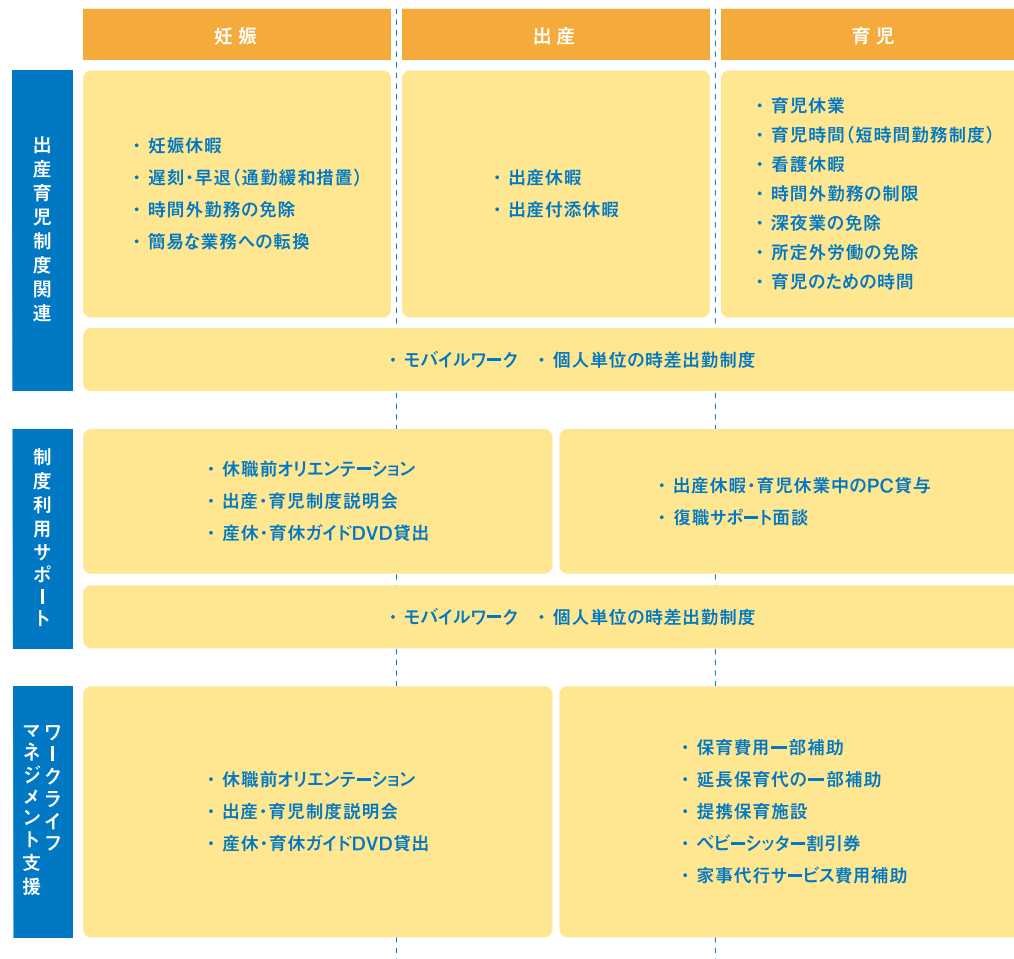 妊娠
出産
育児
出産育児制度関連
・妊娠休暇
・遅刻・早退（通勤緩和措置）
・時間外勤務の免除
・簡易な業務への転換
・出産休暇
・出産付添休暇
・育児休業
・育児時間（短時間勤務制度）
・看護休暇
・時間外勤務の制限
・深夜業の免除
・所定外労働の免除
・育児のための時間
・モバイルワーク ・個人単位の時差出勤制度
制度利用サポート
・休職前オリエンテーション
・出産・育児制度説明会
・産休・育休ガイドDVD貸出
・出産休暇・育児休業中のPC貸与
・復職サポート面談
・モバイルワーク ・個人単位の時差出勤制度
ワークライフ
マネジメント支援
・休職前オリエンテーション
・出産・育児制度説明会
・産休・育休ガイドDVD貸出
・保育費用一部補助
・延長保育代の一部補助
・提携保育施設
・ベビーシッター割引券
・家事代行サービス費用補助